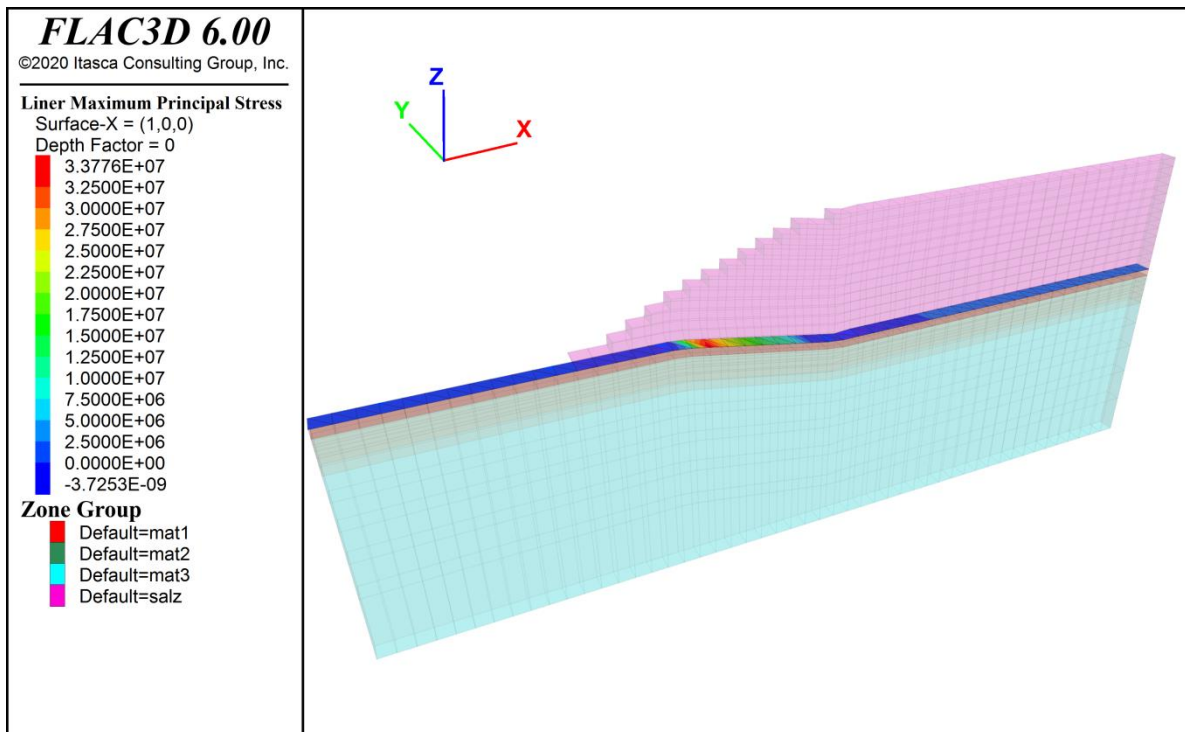 FLAC3D 6.00
©2020 Itasca Consulting Group, Inc.
Liner Maximum Principal Stress
Surface-X = (1,0,0)
Depth Factor = 0
3.3776E+07
3.2500E+07
3.0000E+07
2.7500E+07
2.5000E+07
2.2500E+07
2.0000E+07
1.7500E+07
1.5000E+07
1.2500E+07
1.0000E+07
7.5000E+06
5.0000E+06
2.5000E+06
0.0000E+00
-3.7253E-09
Zone Group
Default=mat1
Default=mat2
Default=mat3
Default=salz
Z
Y
X